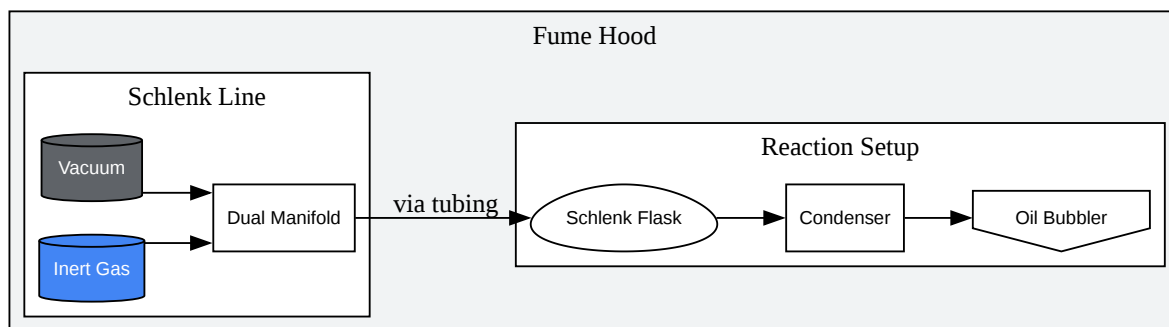 Fume Hood
Schlenk Line
Vacuum
Inert Gas
Dual Manifold
via tubing
Reaction Setup
Schlenk Flask
Condenser
Oil Bubbler